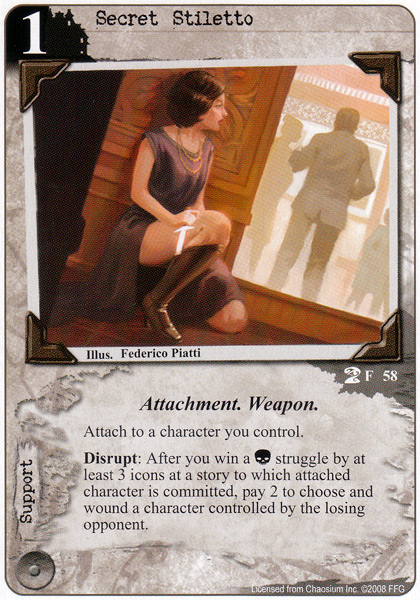 1
Secret Stiletto
Illus. Federico Piatti
F 58
Attachment. Weapon.
Attach to a character you control.
Disrupt: After you win a struggle by at
least 3 icons at a story to which attached
character is committed, pay 2 to choose and
wound a character controlled by the losing
opponent.
Support
Licensed from Chaosium Inc. ©2008 FFG